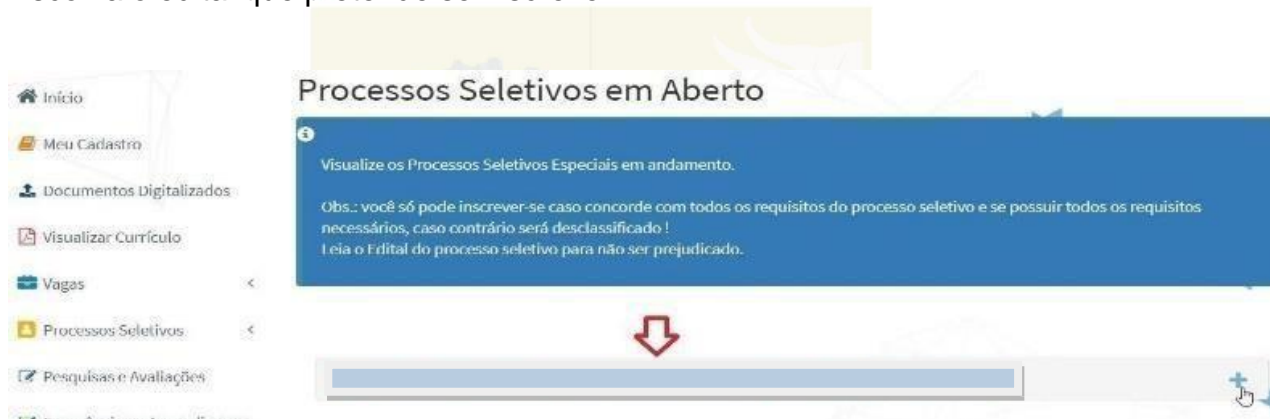 Início
Meu Cadastro
Documentos Digitalizados
Visualizar Currículo
Vagas
Processos Seletivos
Pesquisas e Avaliações
Processos Seletivos em Aberto
Visualize os Processos Seletivos Especiais em andamento.
Obs.: você só pode inscrever-se caso concorde com todos os requisitos do processo seletivo e se possuir todos os requisitos
necessários, caso contrário será desclassificado !
Leia o Edital do processo seletivo para não ser prejudicado.